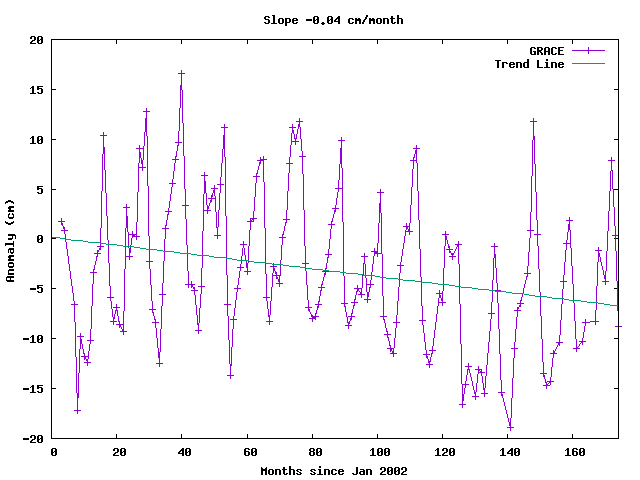 Slope -0.04 cm/month
GRACE
Trend Line
Anomaly (cm)
20
15
10
5
0
-5
-10
-15
-20
0 20 40 60 80 100 120 140 160
Months since Jan 2002